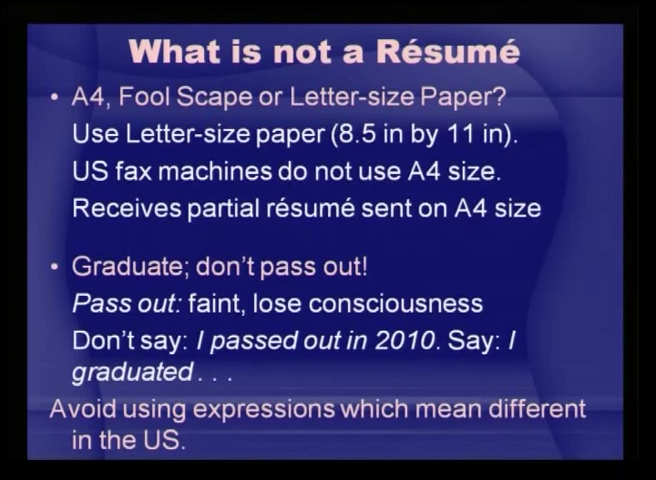 What is not a Résumé
• A4, Fool Scape or Letter-size Paper?
Use Letter-size paper (8.5 in by 11 in).
US fax machines do not use A4 size.
Receives partial résumé sent on A4 size
• Graduate; don't pass out!
Pass out: faint, lose consciousness
Don't say: I passed out in 2010. Say: I
graduated . . .
Avoid using expressions which mean different
in the US.